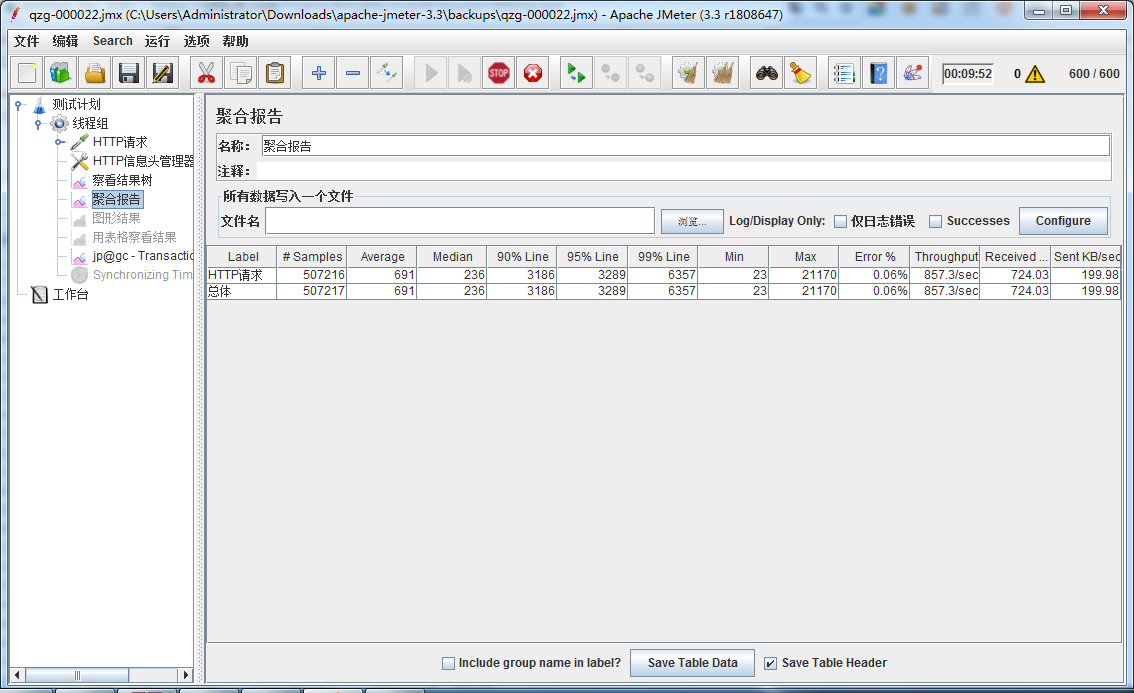 qzg-000022.jmx (C:\Users\Administrator\Downloads\apache-jmeter-3.3\backups\qzg-000022.jmx) - Apache JMeter (3.3 r1808647)
文件 编辑 Search 运行 选项 帮助
STOP 00:09:52 0 600 / 600
测试计划
线程组
HTTP请求
HTTP信息头管理器
察看结果树
聚合报告
图形结果
用表格察看结果
jp@gc - Transactio
Synchronizing Tim
工作台
聚合报告
名称： 聚合报告
注释：
所有数据写入一个文件
文件名 浏览... Log/Display Only: 仅日志错误 Successes Configure
Label # Samples Average Median 90% Line 95% Line 99% Line Min Max Error % Throughput Received ... Sent KB/sec
HTTP请求 507216 691 236 3186 3289 6357 23 21170 0.06% 857.3/sec 724.03 199.98
总体 507217 691 236 3186 3289 6357 23 21170 0.06% 857.3/sec 724.03 199.98
Include group name in label? Save Table Data Save Table Header